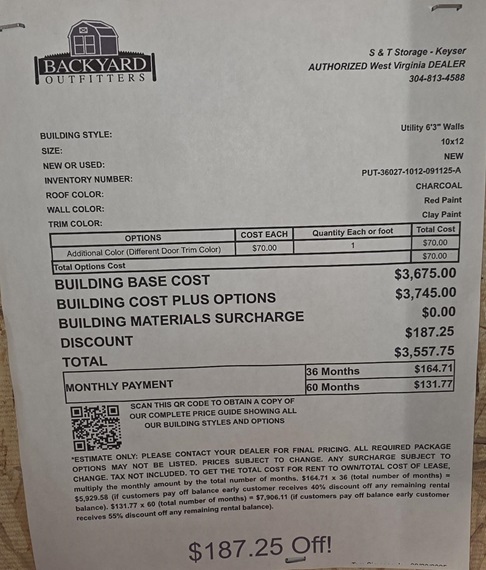 BACKYARD
OUTFITTERS
S & T Storage - Keyser
AUTHORIZED West Virginia DEALER
304-813-4588
BUILDING STYLE: Utility 6'3" Walls
SIZE: 10x12
NEW OR USED: NEW
INVENTORY NUMBER: PUT-36027-1012-091125-A
ROOF COLOR: CHARCOAL
WALL COLOR: Red Paint
TRIM COLOR: Clay Paint
OPTIONS COST EACH Quantity Each or foot Total Cost
Additional Color (Different Door Trim Color) $70.00 1 $70.00
Total Options Cost $70.00
BUILDING BASE COST $3,675.00
BUILDING COST PLUS OPTIONS $3,745.00
BUILDING MATERIALS SURCHARGE $0.00
DISCOUNT $187.25
TOTAL $3,557.75
MONTHLY PAYMENT 36 Months $164.71
60 Months $131.77
SCAN THIS QR CODE TO OBTAIN A COPY OF
OUR COMPLETE PRICE GUIDE SHOWING ALL
OUR BUILDING STYLES AND OPTIONS
*ESTIMATE ONLY: PLEASE CONTACT YOUR DEALER FOR FINAL PRICING. ALL REQUIRED PACKAGE
OPTIONS MAY NOT BE LISTED. PRICES SUBJECT TO CHANGE. ANY SURCHARGE SUBJECT TO
CHANGE. TAX NOT INCLUDED. TO GET THE TOTAL COST FOR RENT TO OWN/TOTAL COST OF LEASE,
multiply the monthly amount by the total number of months. $164.71 x 36 (total number of months) =
$5,929.58 (if customers pay off balance early customer receives 40% discount off any remaining rental
balance). $131.77 x 60 (total number of months) = $7,906.11 (if customers pay off balance early customer
receives 55% discount off any remaining rental balance).
$187.25 Off!